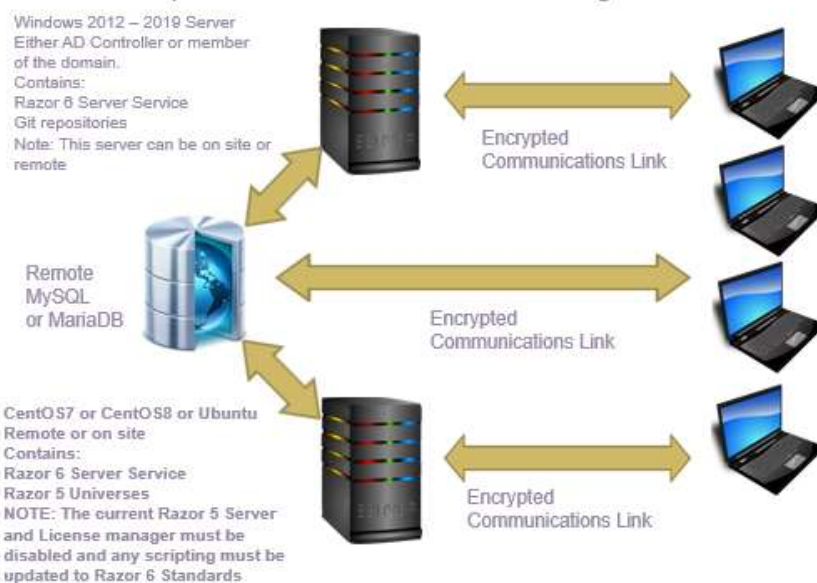 Windows 2012 – 2019 Server
Either AD Controller or member
of the domain.
Contains:
Razor 6 Server Service
Git repositories
Note: This server can be on site or
remote
Encrypted
Communications Link
Remote
MySQL
or MariaDB
Encrypted
Communications Link
CentOS7 or CentOS8 or Ubuntu
Remote or on site
Contains:
Razor 6 Server Service
Razor 5 Universes
NOTE: The current Razor 5 Server
and License manager must be
disabled and any scripting must be
updated to Razor 6 Standards
Encrypted
Communications Link